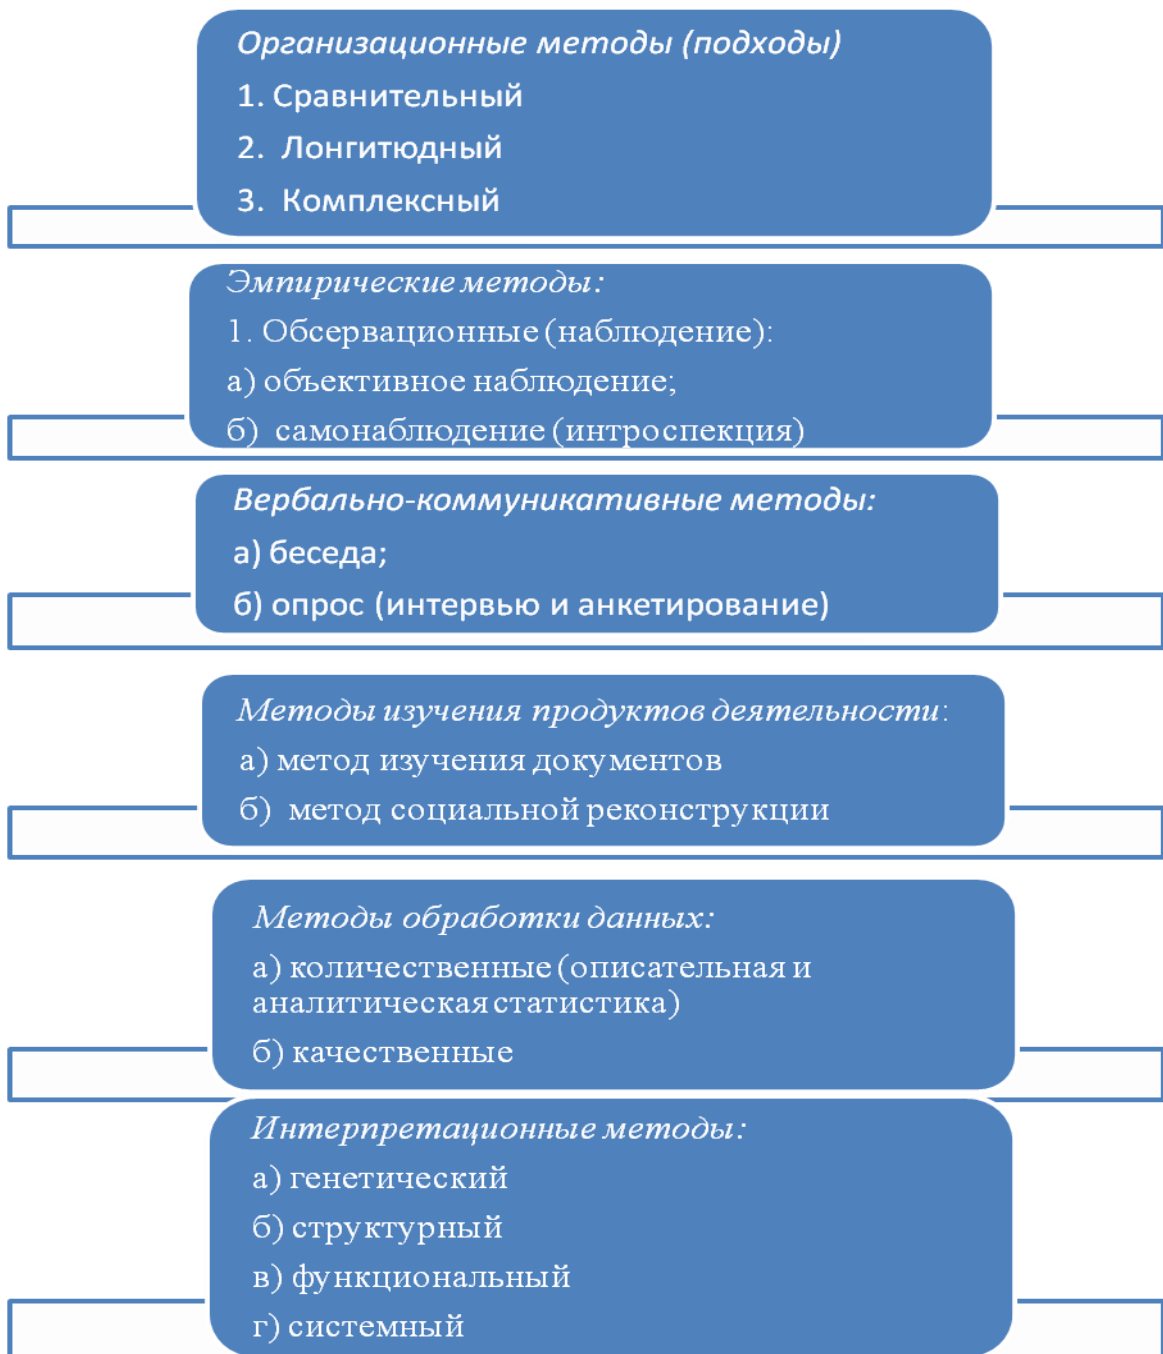 Организационные методы (подходы)
1. Сравнительный
2. Лонгитюдный
3. Комплексный
Эмпирические методы:
1. Обсервационные (наблюдение):
а) объективное наблюдение;
б) самонаблюдение (интроспекция)
Вербально-коммуникативные методы:
а) беседа;
б) опрос (интервью и анкетирование)
Методы изучения продуктов деятельности:
а) метод изучения документов
б) метод социальной реконструкции
Методы обработки данных:
а) количественные (описательная и
аналитическая статистика)
б) качественные
Интерпретационные методы:
а) генетический
б) структурный
в) функциональный
г) системный